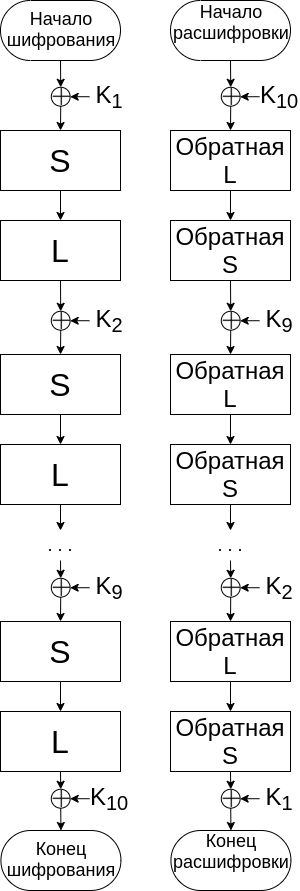 Начало
шифрования
K1
S
L
K2
S
L
. . .
K9
S
L
K10
Конец
шифрования
Начало
расшифровки
K10
Обратная
L
Обратная
S
K9
Обратная
L
Обратная
S
. . .
K2
Обратная
L
Обратная
S
K1
Конец
расшифровки